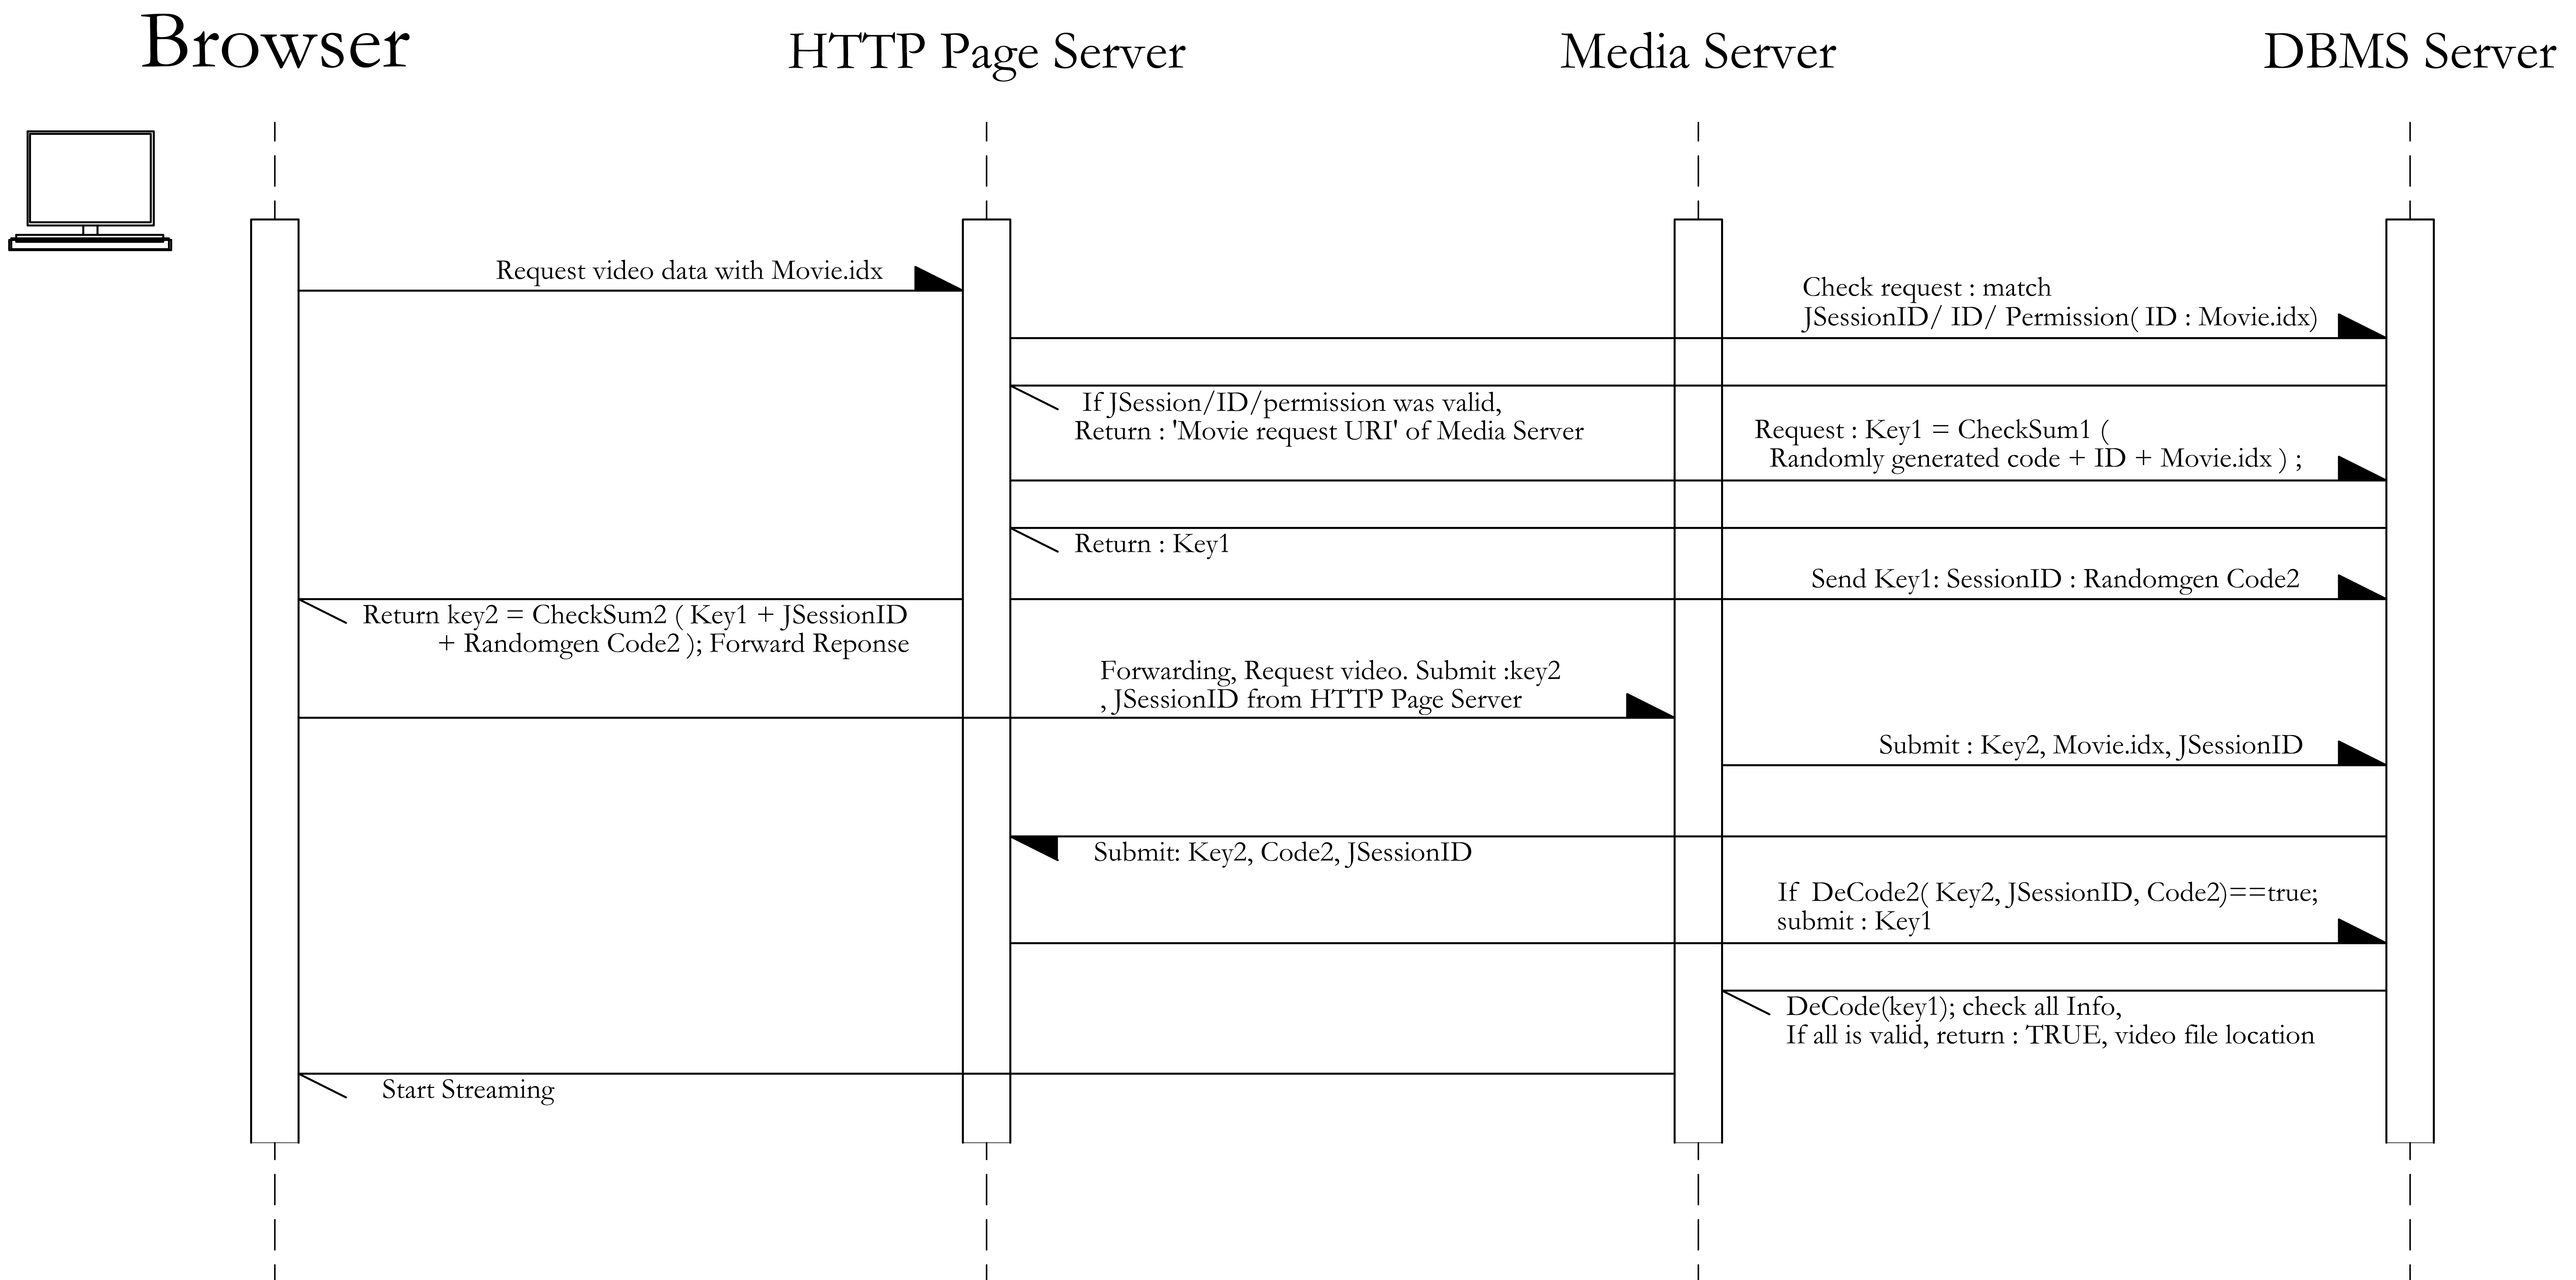 Browser
HTTP Page Server
Media Server
DBMS Server
Request video data with Movie.idx
Check request : match
JSessionID/ ID/ Permission( ID : Movie.idx)
If JSession/ID/permission was valid,
Return : 'Movie request URI' of Media Server
Request : Key1 = CheckSum1 (
Randomly generated code + ID + Movie.idx ) ;
Return : Key1
Send Key1: SessionID : Randomgen Code2
Return key2 = CheckSum2 ( Key1 + JSessionID
+ Randomgen Code2 ); Forward Reponse
Forwarding, Request video. Submit :key2
, JSessionID from HTTP Page Server
Submit : Key2, Movie.idx, JSessionID
Submit: Key2, Code2, JSessionID
If  DeCode2( Key2, JSessionID, Code2)==true;
submit : Key1
DeCode(key1); check all Info,
If all is valid, return : TRUE, video file location
Start Streaming